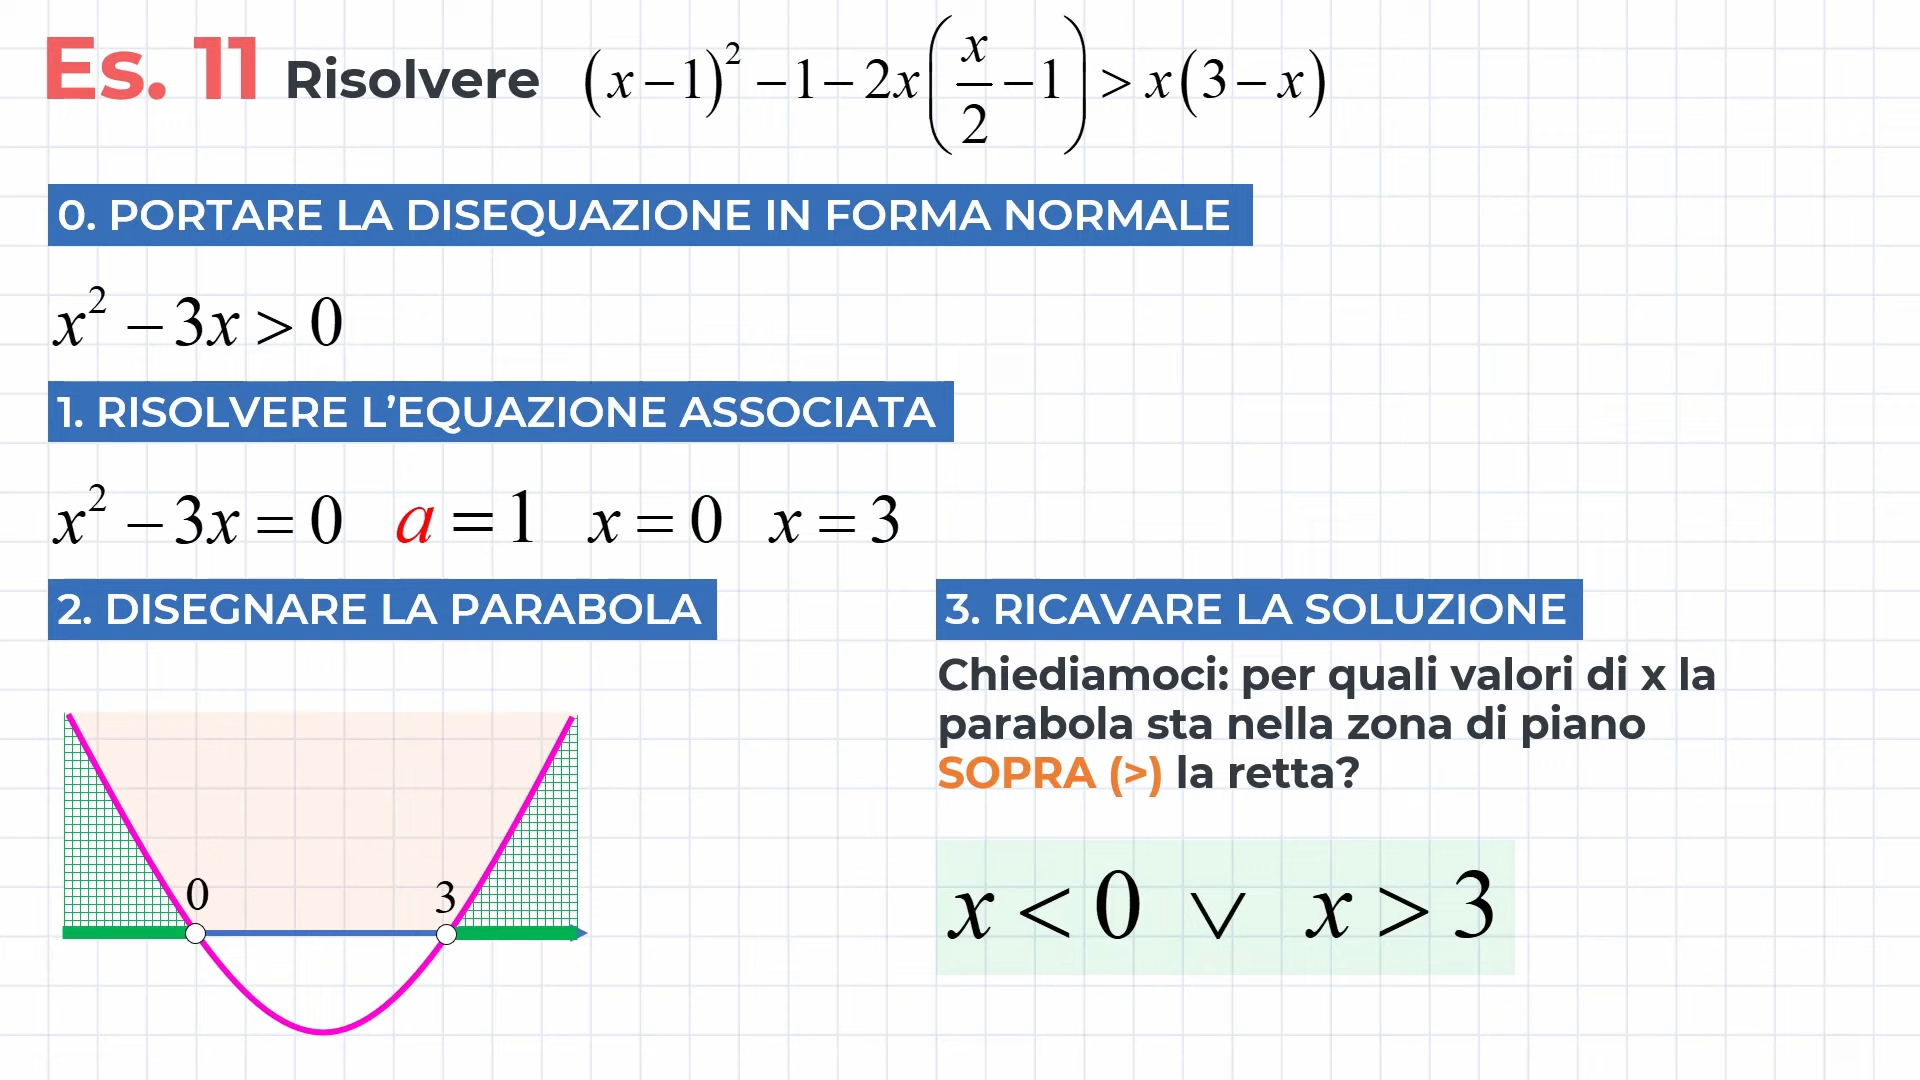 Es. 11 Risolvere (x−1)² −1−2x(x/2 −1) > x(3−x)
0. PORTARE LA DISEQUAZIONE IN FORMA NORMALE
x² −3x > 0
1. RISOLVERE L’EQUAZIONE ASSOCIATA
x² −3x = 0 a = 1 x = 0 x = 3
2. DISEGNARE LA PARABOLA
0 3
3. RICAVARE LA SOLUZIONE
Chiediamoci: per quali valori di x la
parabola sta nella zona di piano
SOPRA (>) la retta?
x < 0 ∨ x > 3